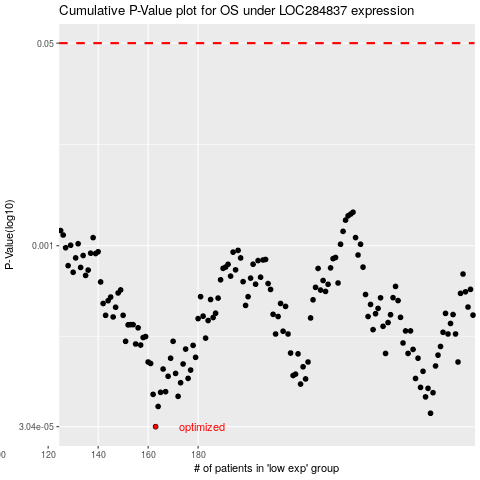 Cumulative P-Value plot for OS under LOC284837 expression
0.05
0.001
3.04e-05
P-Value(log10)
optimized
00 120 140 160 180
# of patients in 'low exp' group